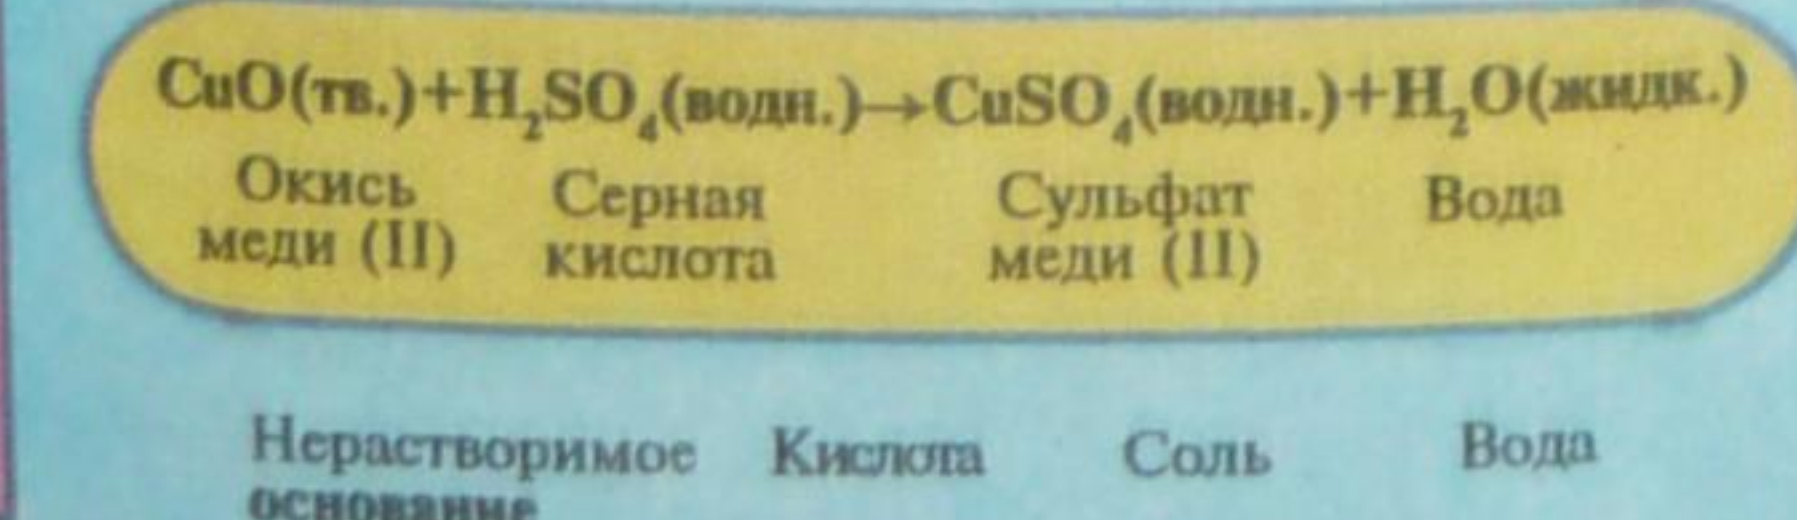 CuO(тв.)+H₂SO₄(водн.)→CuSO₄(водн.)+H₂O(жидк.)
Окись Серная Сульфат Вода
меди (II) кислота меди (II)
Нерастворимое Кислота Соль Вода
основание